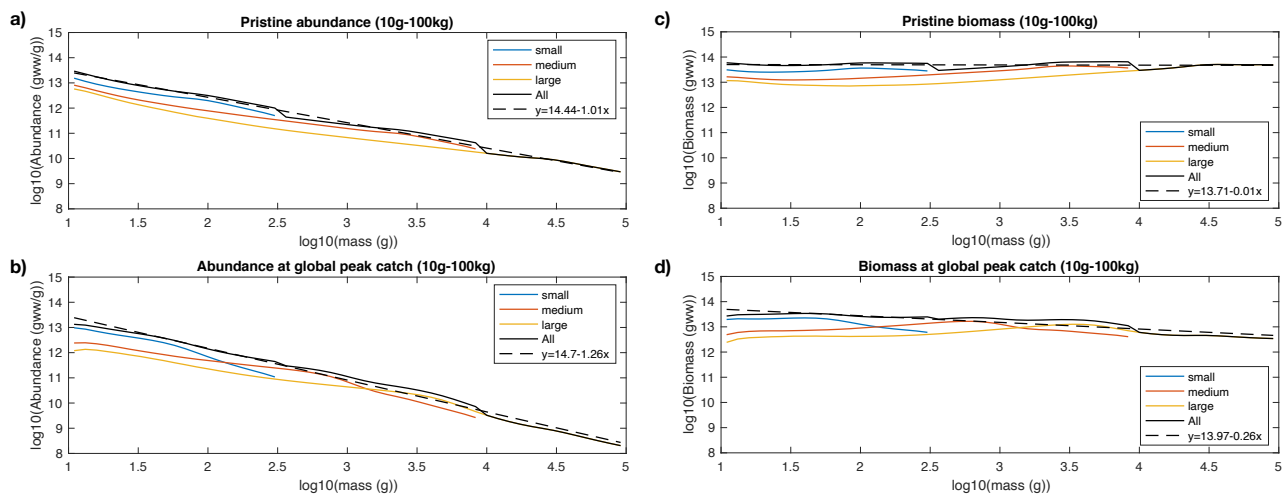 a)
Pristine abundance (10g-100kg)
log10(Abundance (gww/g))
15
14
13
12
11
10
9
8
small
medium
large
All
y=14.44-1.01x
1 1.5 2 2.5 3 3.5 4 4.5 5
log10(mass (g))
c)
Pristine biomass (10g-100kg)
log10(Biomass (gww))
15
14
13
12
11
10
9
8
small
medium
large
All
y=13.71-0.01x
1 1.5 2 2.5 3 3.5 4 4.5 5
log10(mass (g))
b)
Abundance at global peak catch (10g-100kg)
log10(Abundance (gww/g))
15
14
13
12
11
10
9
8
small
medium
large
All
y=14.7-1.26x
1 1.5 2 2.5 3 3.5 4 4.5 5
log10(mass (g))
d)
Biomass at global peak catch (10g-100kg)
log10(Biomass (gww))
15
14
13
12
11
10
9
8
small
medium
large
All
y=13.97-0.26x
1 1.5 2 2.5 3 3.5 4 4.5 5
log10(mass (g))